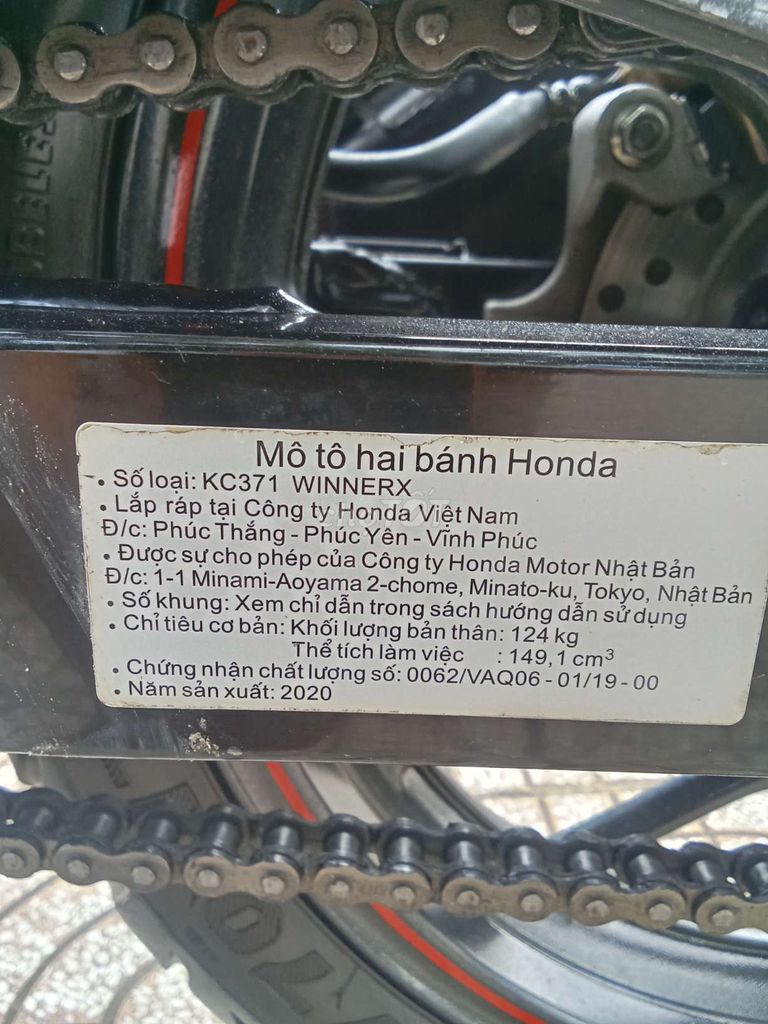 Mô tô hai bánh Honda
• Số loại: KC371 WINNERX
• Lắp ráp tại Công ty Honda Việt Nam
Đ/c: Phúc Thắng - Phúc Yên - Vĩnh Phúc
• Được sự cho phép của Công ty Honda Motor Nhật Bản
Đ/c: 1-1 Minami-Aoyama 2-chome, Minato-ku, Tokyo, Nhật Bản
• Số khung: Xem chỉ dẫn trong sách hướng dẫn sử dụng
• Chỉ tiêu cơ bản: Khối lượng bản thân: 124 kg
Thể tích làm việc : 149,1 cm³
• Chứng nhận chất lượng số: 0062/VAQ06 - 01/19 - 00
• Năm sản xuất: 2020